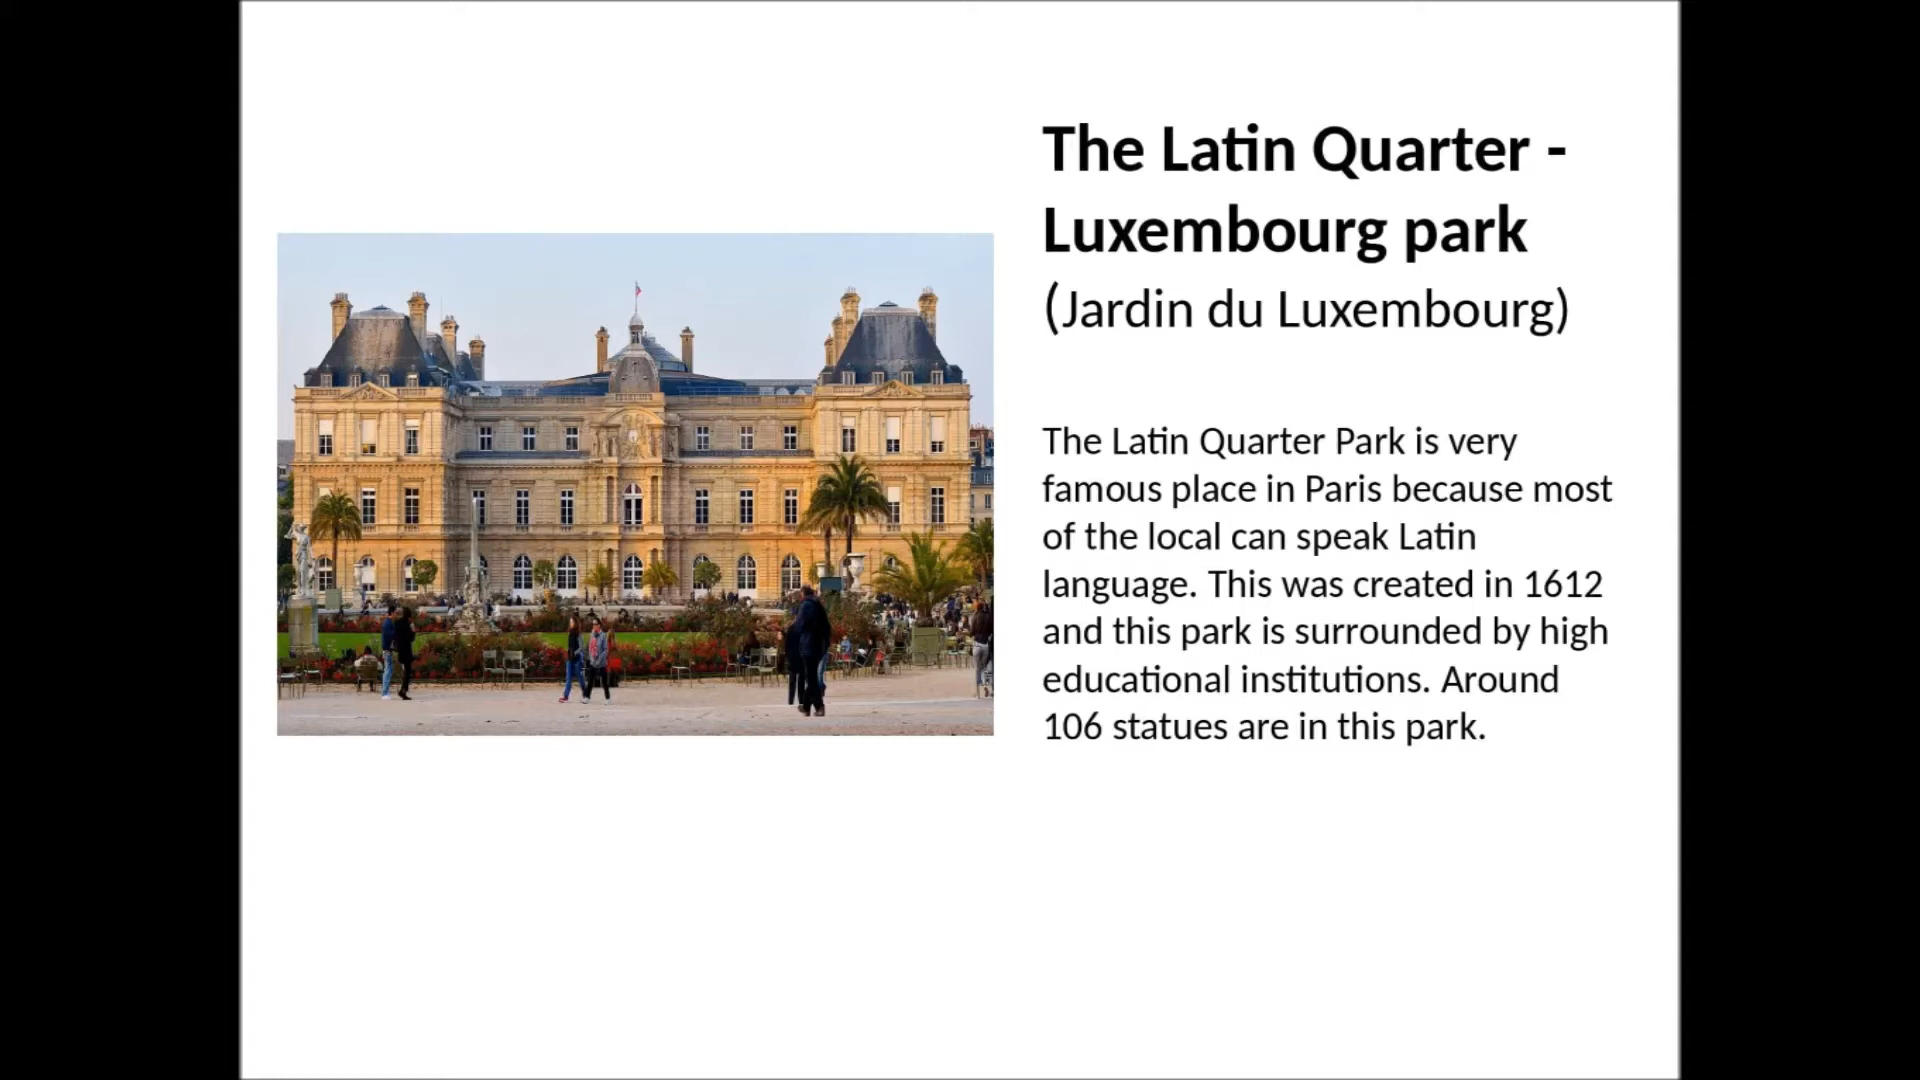 The Latin Quarter -
Luxembourg park
(Jardin du Luxembourg)
The Latin Quarter Park is very
famous place in Paris because most
of the local can speak Latin
language. This was created in 1612
and this park is surrounded by high
educational institutions. Around
106 statues are in this park.